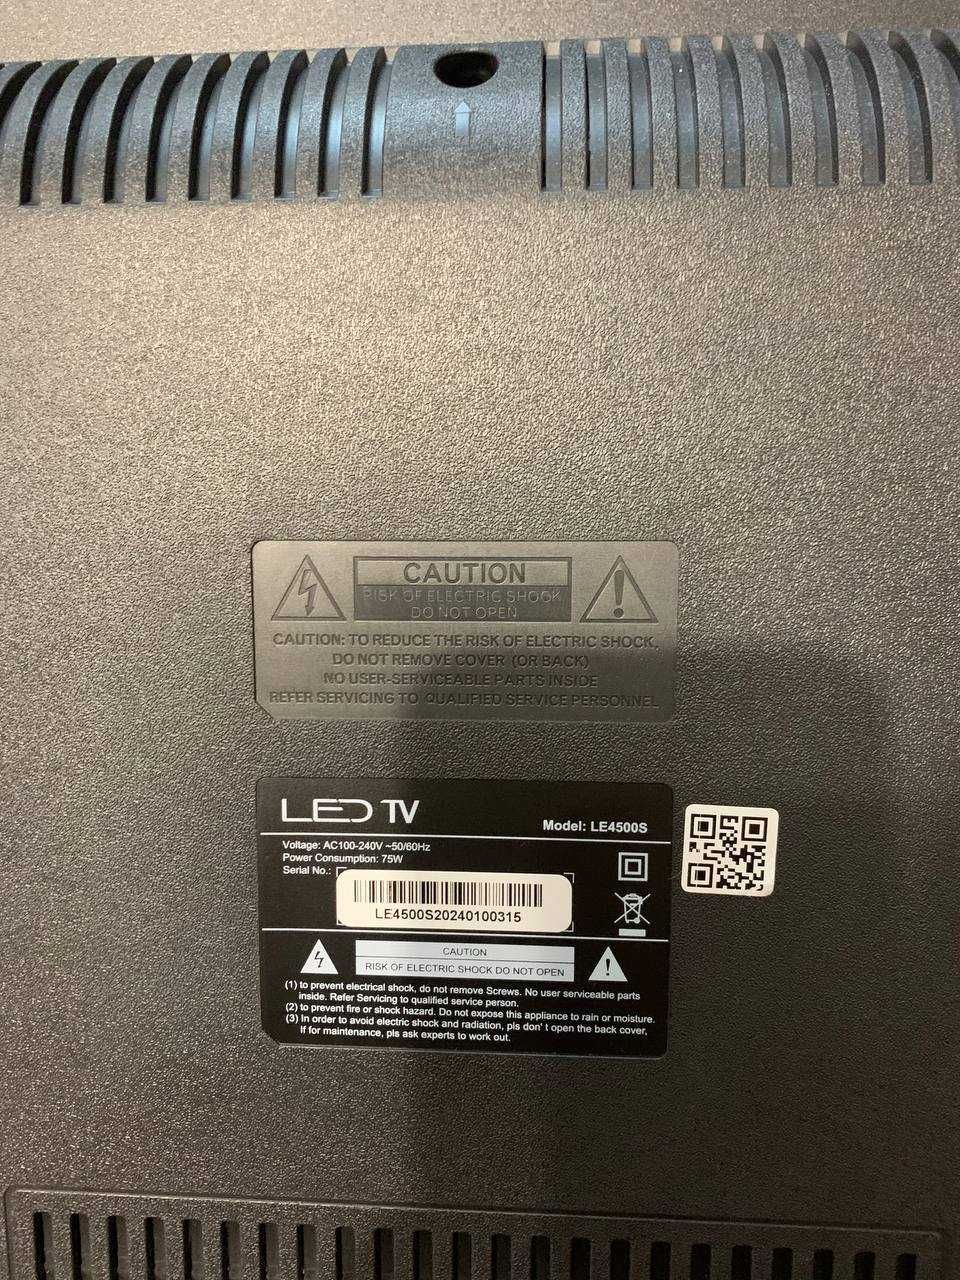 CAUTION
RISK OF ELECTRIC SHOCK
DO NOT OPEN
CAUTION: TO REDUCE THE RISK OF ELECTRIC SHOCK,
DO NOT REMOVE COVER (OR BACK)
NO USER-SERVICEABLE PARTS INSIDE
REFER SERVICING TO QUALIFIED SERVICE PERSONNEL
LED TV
Model: LE4500S
Voltage: AC100-240V ~50/60Hz
Power Consumption: 75W
Serial No.:
LE4500S20240100315
CAUTION
RISK OF ELECTRIC SHOCK DO NOT OPEN
(1) to prevent electrical shock, do not remove Screws. No user serviceable parts
inside. Refer Servicing to qualified service person.
(2) to prevent fire or shock hazard. Do not expose this appliance to rain or moisture.
(3) In order to avoid electric shock and radiation, pls don' t open the back cover,
If for maintenance, pls ask experts to work out.